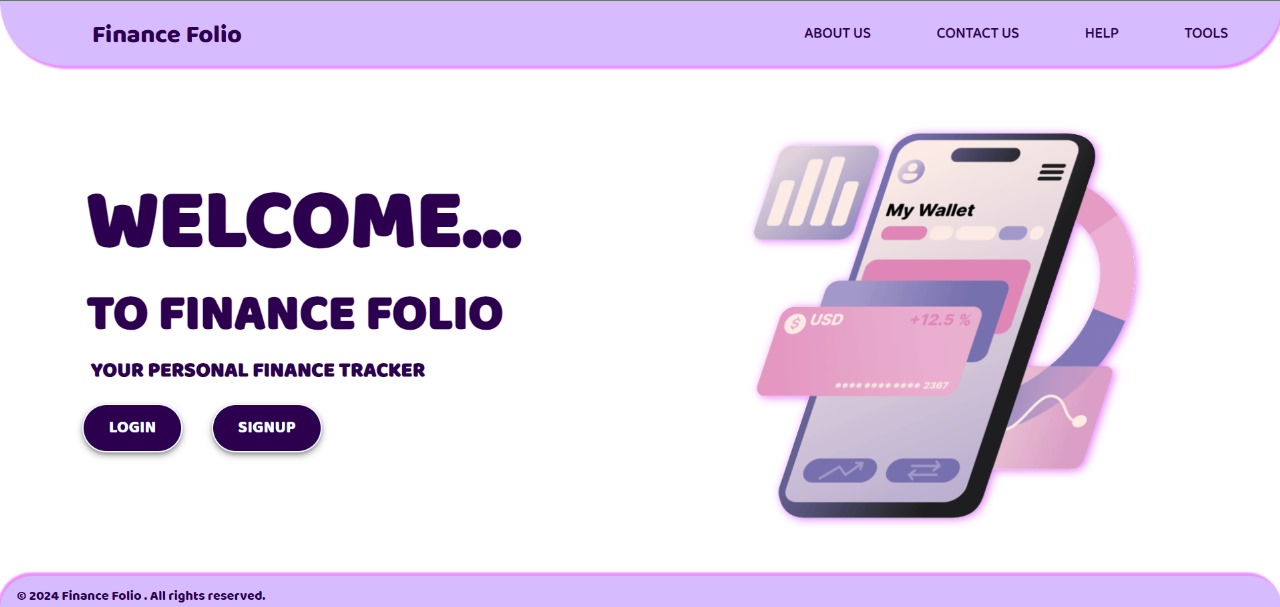 Finance Folio
ABOUT US CONTACT US HELP TOOLS
WELCOME...
TO FINANCE FOLIO
YOUR PERSONAL FINANCE TRACKER
LOGIN SIGNUP
My Wallet
$ USD +12.5 %
************ 2367
© 2024 Finance Folio . All rights reserved.